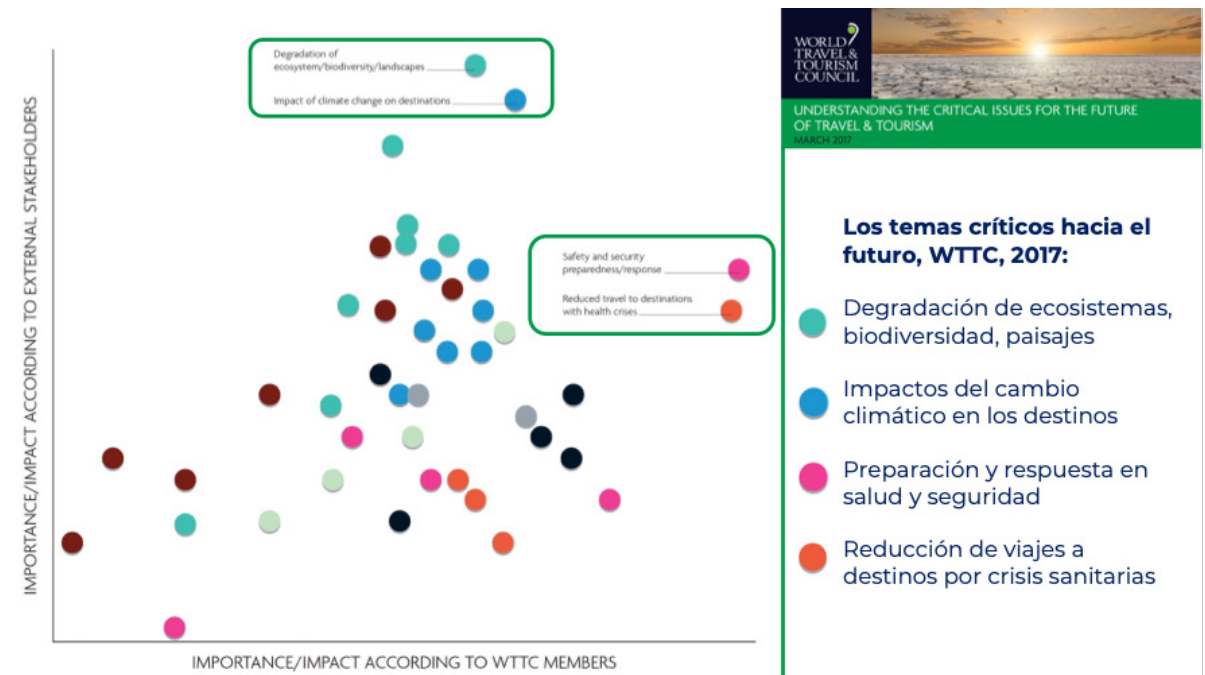 Degradation of
ecosystem/biodiversity/landscapes
Impact of climate change on destinations
Safety and security
preparedness/response
Reduced travel to destinations
with health crises
IMPORTANCE/IMPACT ACCORDING TO EXTERNAL STAKEHOLDERS
IMPORTANCE/IMPACT ACCORDING TO WTTC MEMBERS
WORLD
TRAVEL &
TOURISM
COUNCIL
UNDERSTANDING THE CRITICAL ISSUES FOR THE FUTURE
OF TRAVEL & TOURISM
MARCH 2017
Los temas críticos hacia el
futuro, WTTC, 2017:
Degradación de ecosistemas,
biodiversidad, paisajes
Impactos del cambio
climático en los destinos
Preparación y respuesta en
salud y seguridad
Reducción de viajes a
destinos por crisis sanitarias